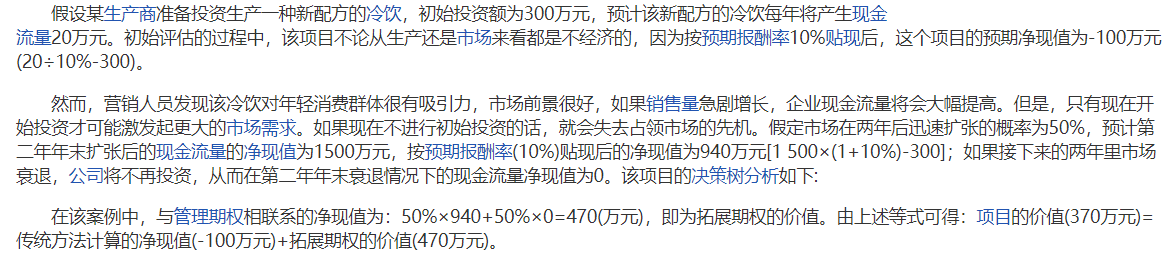 假设某生产商准备投资生产一种新配方的冷饮，初始投资额为300万元，预计该新配方的冷饮每年将产生现金
流量20万元。初始评估的过程中，该项目不论从生产还是市场来看都是不经济的，因为按预期报酬率10%贴现后，这个项目的预期净现值为-100万元
(20÷10%-300)。
然而，营销人员发现该冷饮对年轻消费群体很有吸引力，市场前景很好，如果销售量急剧增长，企业现金流量将会大幅提高。但是，只有现在开
始投资才可能激发起更大的市场需求。如果现在不进行初始投资的话，就会失去占领市场的先机。假定市场在两年后迅速扩张的概率为50%，预计第
二年年末扩张后的现金流量的净现值为1500万元，按预期报酬率(10%)贴现后的净现值为940万元[1 500×(1+10%)-300]；如果接下来的两年里市场
衰退，公司将不再投资，从而在第二年年末衰退情况下的现金流量净现值为0。该项目的决策树分析如下:
在该案例中，与管理期权相联系的净现值为：50%×940+50%×0=470(万元)，即为拓展期权的价值。由上述等式可得：项目的价值(370万元)=
传统方法计算的净现值(-100万元)+拓展期权的价值(470万元)。